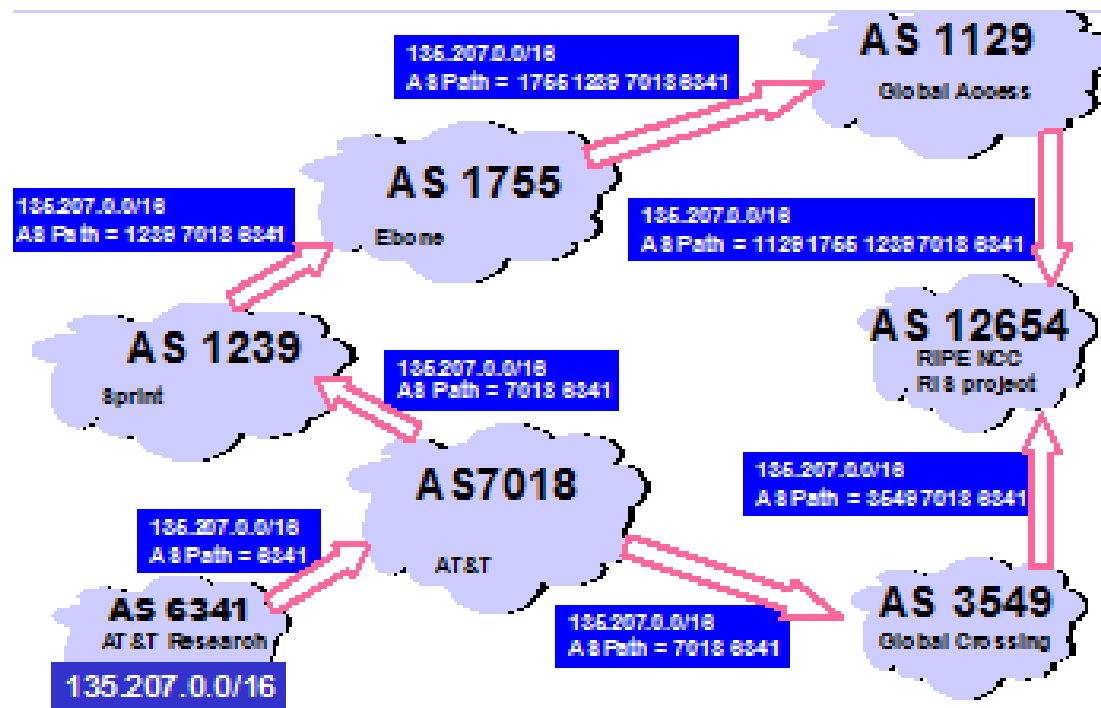 AS 1129
Global Access
135.207.0.0/16
AS Path = 1755 1239 7018 6341
AS 1755
Ebone
135.207.0.0/16
AS Path = 1239 7018 6341
135.207.0.0/16
AS Path = 1129 1755 1239 7018 6341
AS 12654
RIPE NCC
RIS project
AS 1239
Sprint
135.207.0.0/16
AS Path = 7018 6341
AS7018
AT&T
135.207.0.0/16
AS Path = 3549 7018 6341
135.207.0.0/16
AS Path = 6341
AS 6341
AT&T Research
135.207.0.0/16
135.207.0.0/16
AS Path = 7018 6341
AS 3549
Global Crossing